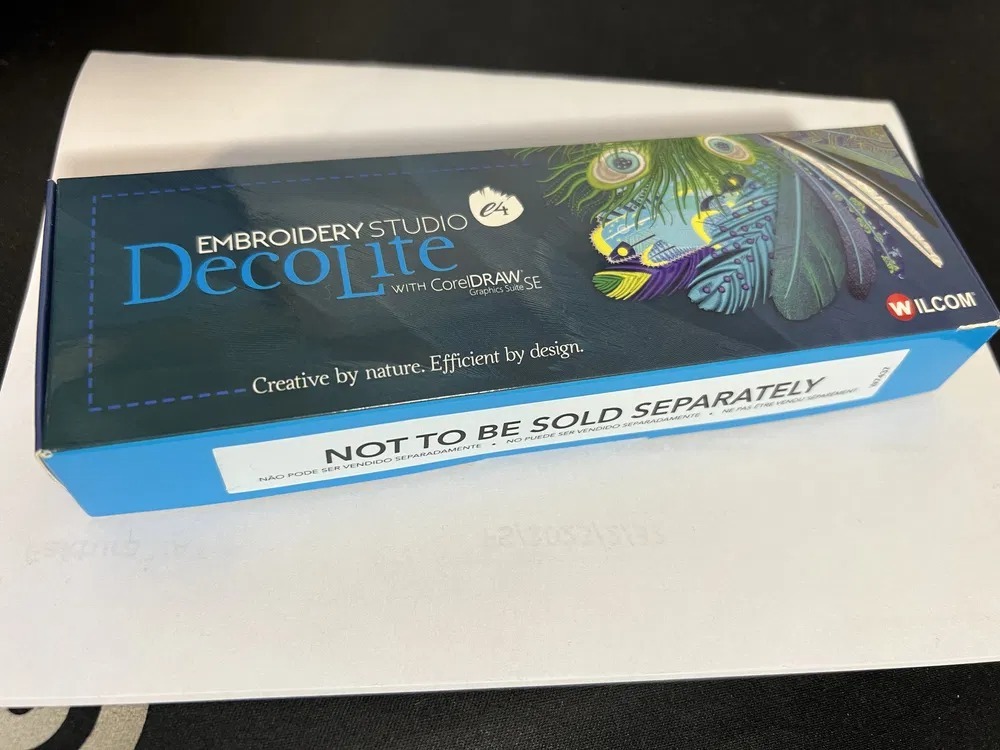 EMBROIDERY STUDIO e4
DECOLITE
WITH CorelDRAW® SE
Graphics Suite
Creative by nature. Efficient by design.
WILCOM™
NOT TO BE SOLD SEPARATELY
NÃO PODE SER VENDIDO SEPARADAMENTE • NO PUEDE SER VENDIDO SEPARADAMENTE • NE PAS ÊTRE VENDU SÉPARÉMENT